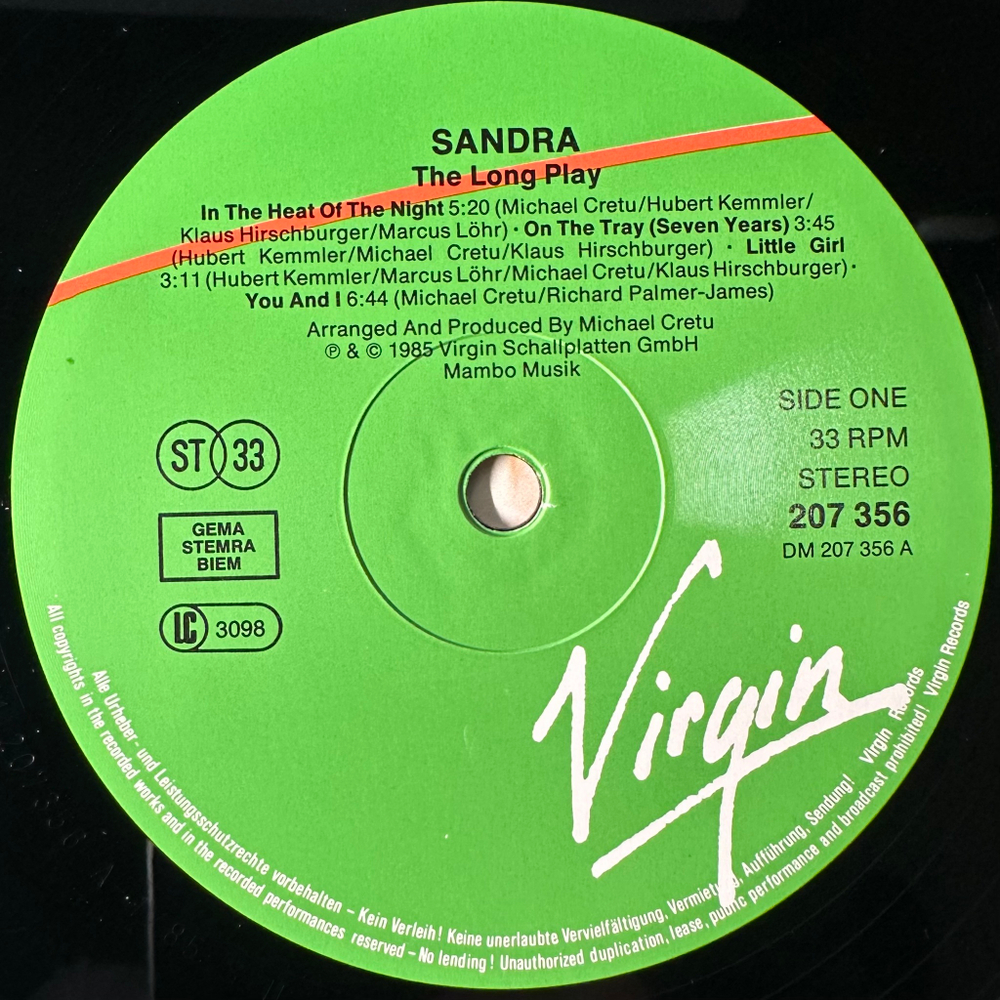 SANDRA
The Long Play
In The Heat Of The Night 5:20 (Michael Cretu/Hubert Kemmler/
Klaus Hirschburger/Marcus Löhr) · On The Tray (Seven Years) 3:45
(Hubert Kemmler/Michael Cretu/Klaus Hirschburger) · Little Girl
3:11 (Hubert Kemmler/Marcus Löhr/Michael Cretu/Klaus Hirschburger) ·
You And I 6:44 (Michael Cretu/Richard Palmer-James)
Arranged And Produced By Michael Cretu
℗ & © 1985 Virgin Schallplatten GmbH
Mambo Musik
SIDE ONE
33 RPM
STEREO
207 356
DM 207 356 A
ST 33
GEMA
STEMRA
BIEM
LC 3098
Virgin
Alle Urheber- und Leistungsschutzrechte vorbehalten – Kein Verleih! Keine unerlaubte Vervielfältigung, Vermietung, Aufführung, Sendung! Virgin Records
All copyrights in the recorded works and in the recorded performances reserved – No lending! Unauthorized duplication, lease, public performance and broadcast prohibited! Virgin Records